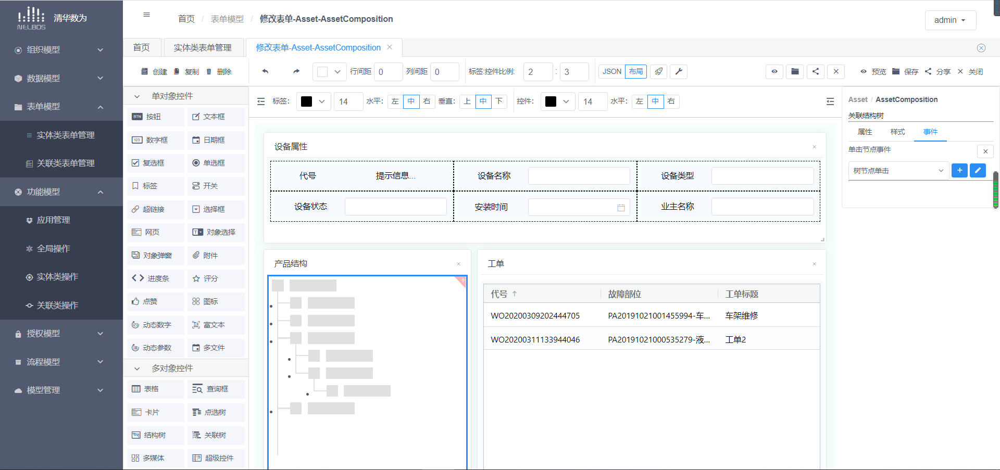 NELBDS 清华数为
首页 / 表单模型 / 修改表单-Asset-AssetComposition
admin
首页
实体类表单管理
修改表单-Asset-AssetComposition
组织模型
数据模型
表单模型
实体类表单管理
关联类表单管理
功能模型
应用管理
全局操作
实体类操作
关联类操作
授权模型
流程模型
模型管理
创建 复制 删除
行间距 0 列间距 0 标签:控件比例: 2 : 3 JSON 布局
预览 保存 分享 关闭
标签: 14 水平: 左 中 右 垂直: 上 中 下 控件: 14 水平: 左 中 右
单对象控件
BTN 按钮 文本框
123 数字框 日期框
复选框 单选框
标签 开关
超链接 选择框
网页 T 对象选择
对象弹窗 附件
进度条 评分
点赞 图标
动态数字 富文本
动态参数 多文件
多对象控件
表格 查询框
卡片 点选树
结构树 关联树
多媒体 超级控件
设备属性
代号 提示信息... 设备名称 设备类型
设备状态 安装时间 业主名称
产品结构
工单
代号 故障部位 工单标题
WO20200309202444705 PA20191021001455994-车... 车架维修
WO20200311133944046 PA20191021000535279-液... 工单2
Asset / AssetComposition
关联结构树
属性 样式 事件
单击节点事件
树节点单击